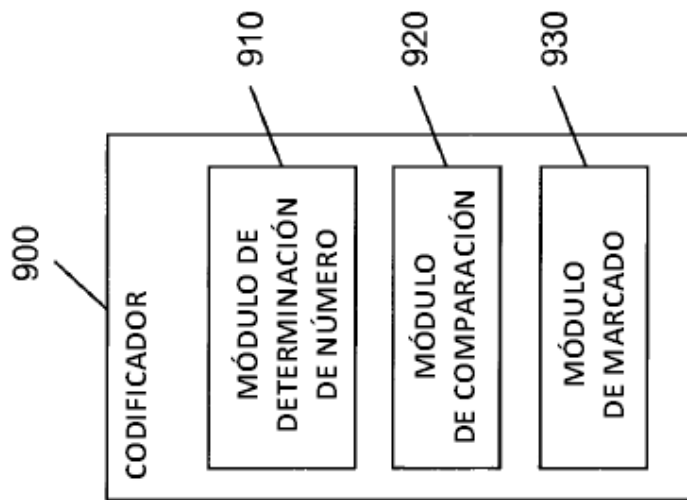 900
CODIFICADOR
MÓDULO DE
DETERMINACIÓN
DE NÚMERO
910
MÓDULO
DE COMPARACIÓN
920
MÓDULO
DE MARCADO
930